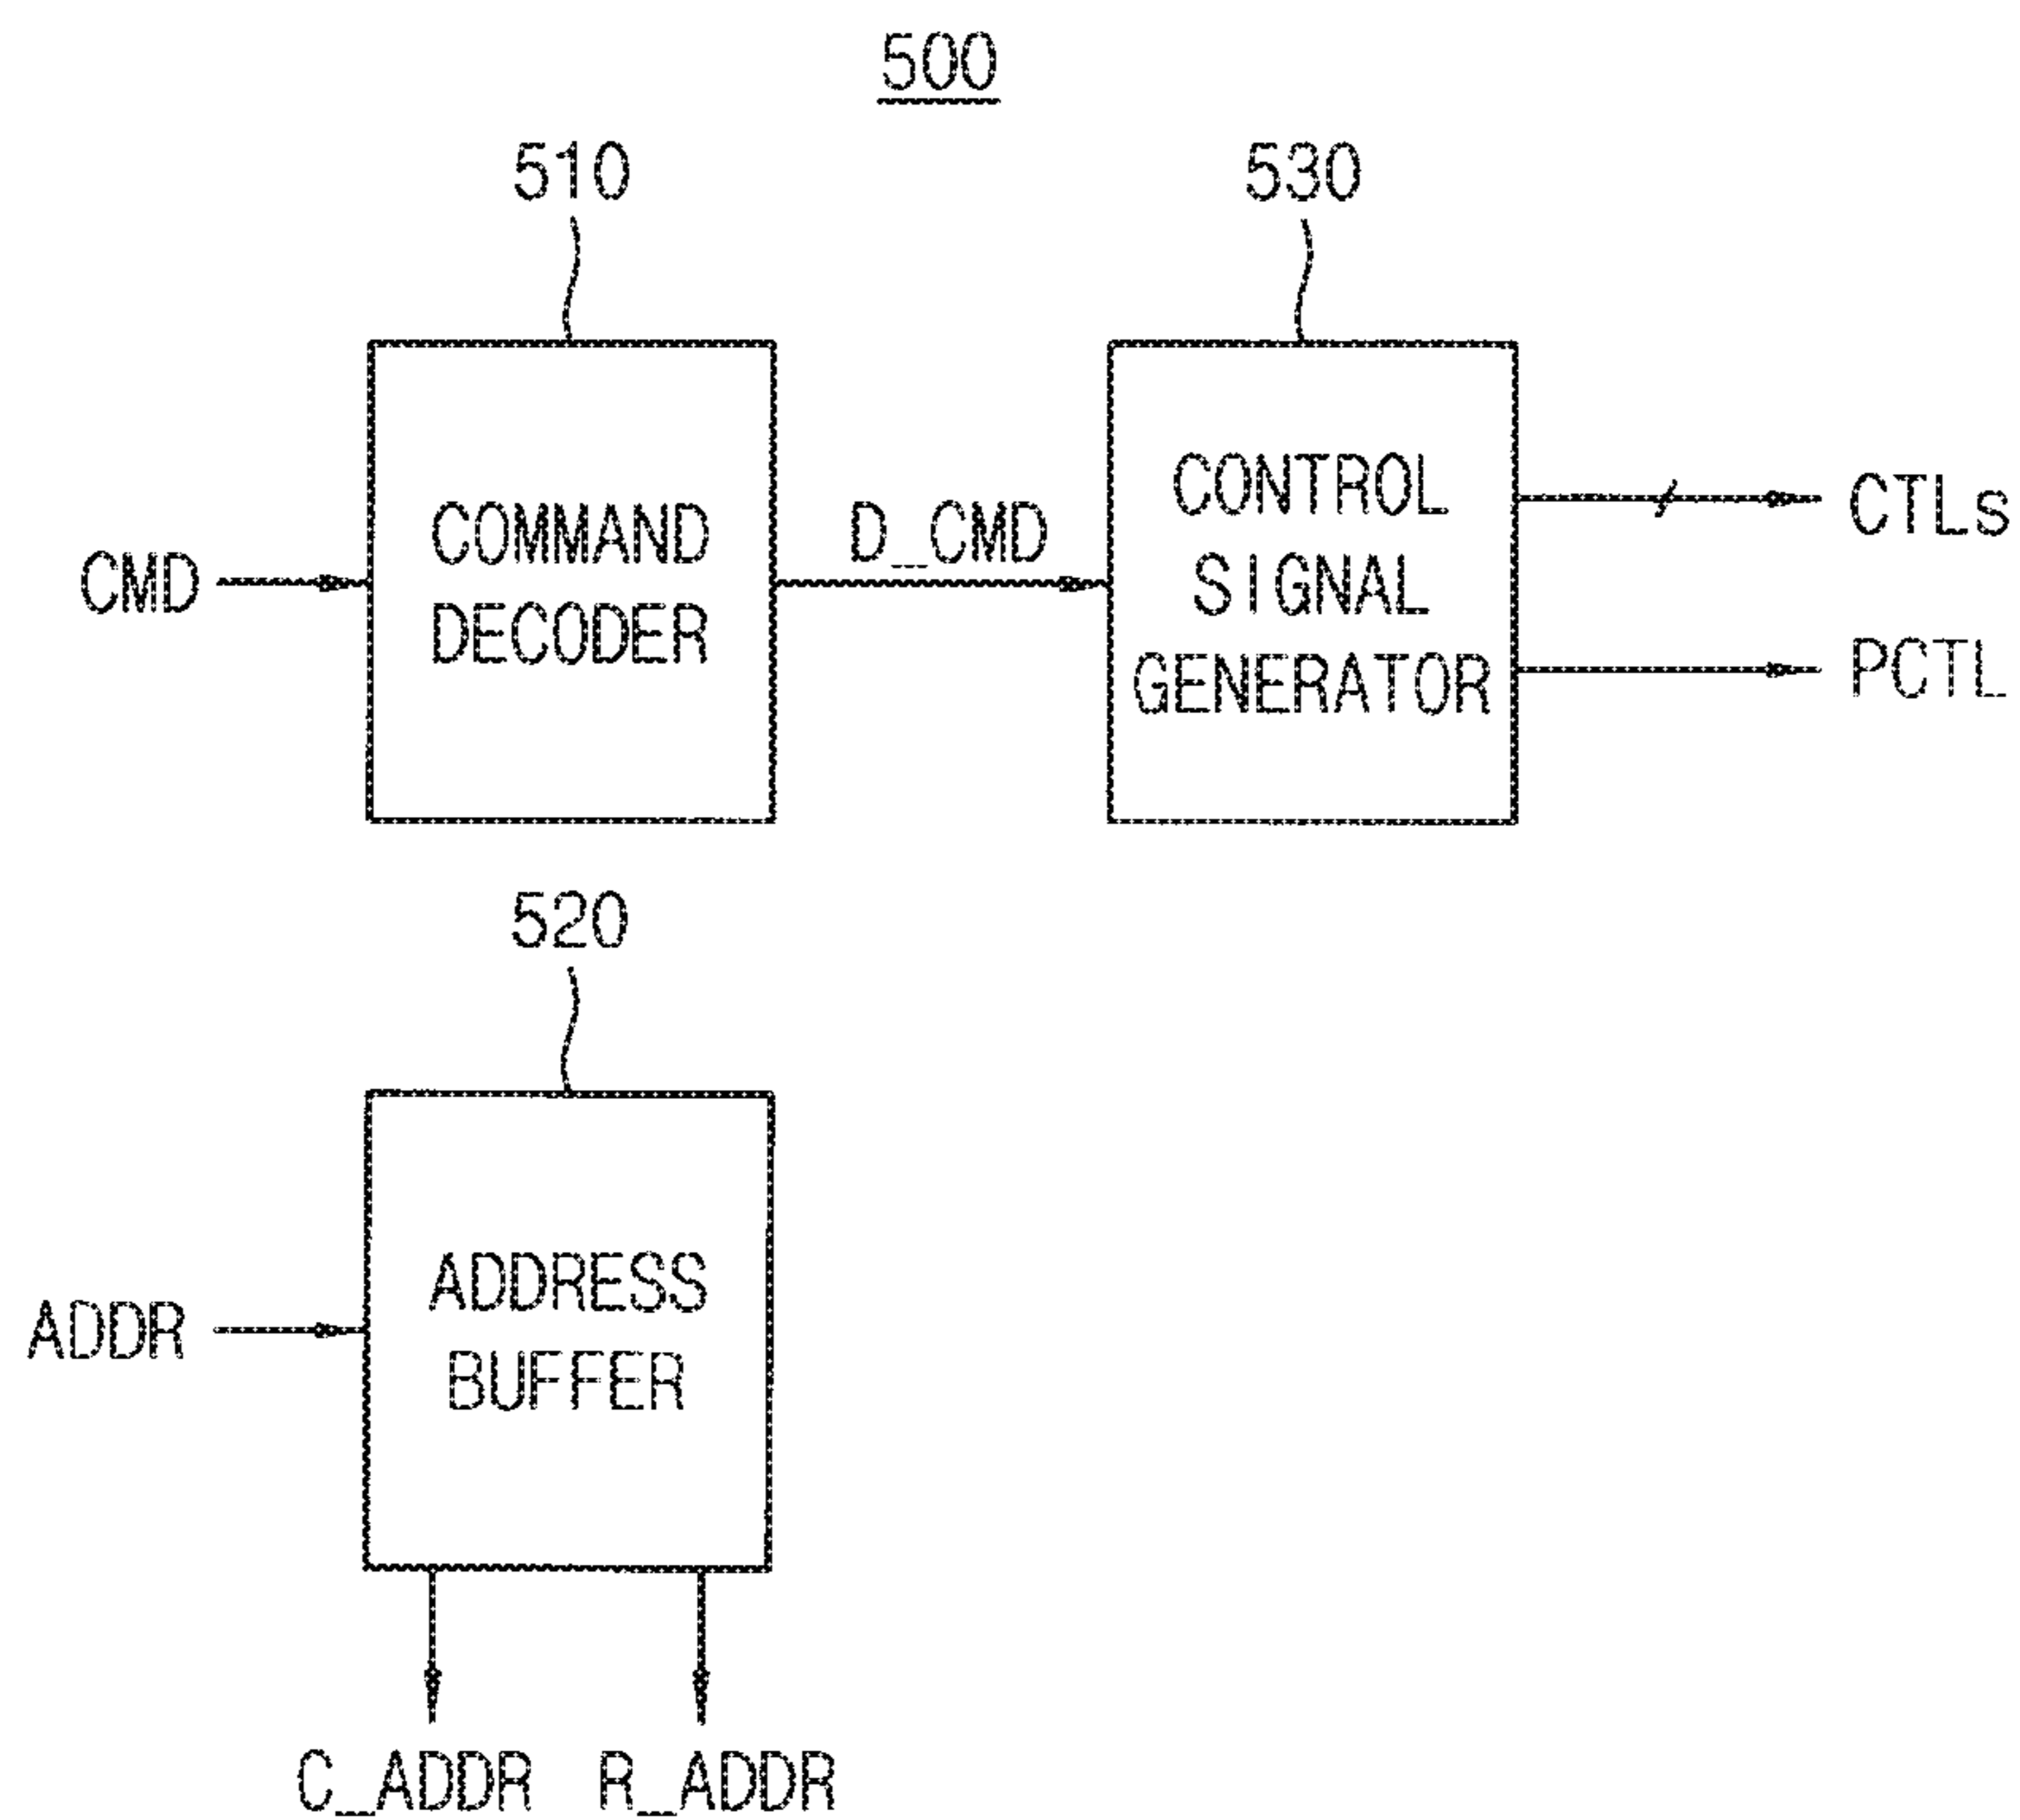 500
510
530
CMD
COMMAND
DECODER
D_CMD
CONTROL
SIGNAL
GENERATOR
CTLs
PCTL
520
ADDR
ADDRESS
BUFFER
C_ADDR
R_ADDR